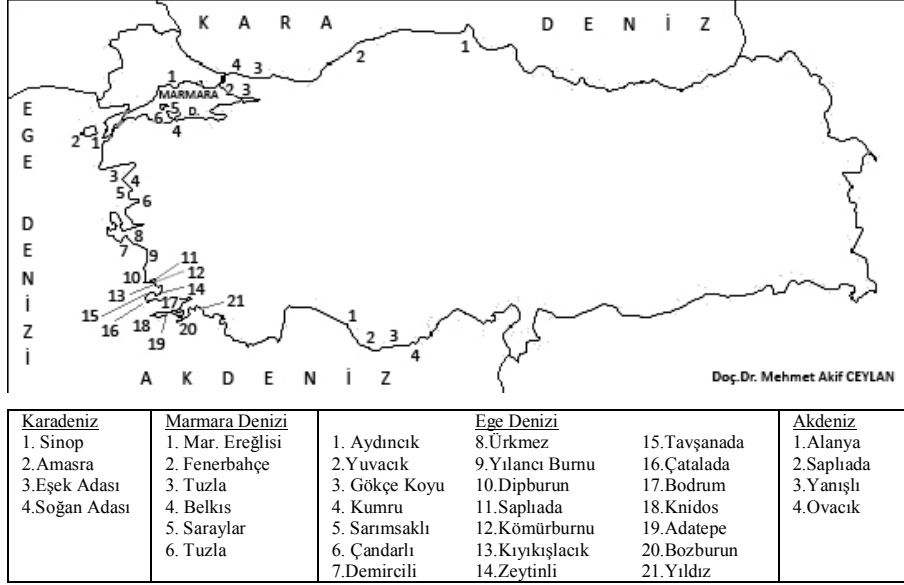 K A R A D E N İ Z
4 3 2 1
1 MARMARA 2 3
5 D.
6 4
E G E D E N İ Z İ
2 1
3 4
5 6
8
7 9
11
10 12
13 14
15 17 21
16 18 20
19
1
2 3
4
A K D E N İ Z
Doç.Dr. Mehmet Akif CEYLAN
Karadeniz
1. Sinop
2.Amasra
3.Eşek Adası
4.Soğan Adası
Marmara Denizi
1. Mar. Ereğlisi
2. Fenerbahçe
3. Tuzla
4. Belkıs
5. Saraylar
6. Tuzla
Ege Denizi
1. Aydıncık
2.Yuvacık
3. Gökçe Koyu
4. Kumru
5. Sarımsaklı
6. Çandarlı
7.Demircili
8.Ürkmez
9.Yılancı Burnu
10.Dipburun
11.Saplıada
12.Kömürburnu
13.Kıyıkışlacık
14.Zeytinli
15.Tavşanada
16.Çatalada
17.Bodrum
18.Knidos
19.Adatepe
20.Bozburun
21.Yıldız
Akdeniz
1.Alanya
2.Saplıada
3.Yanışlı
4.Ovacık